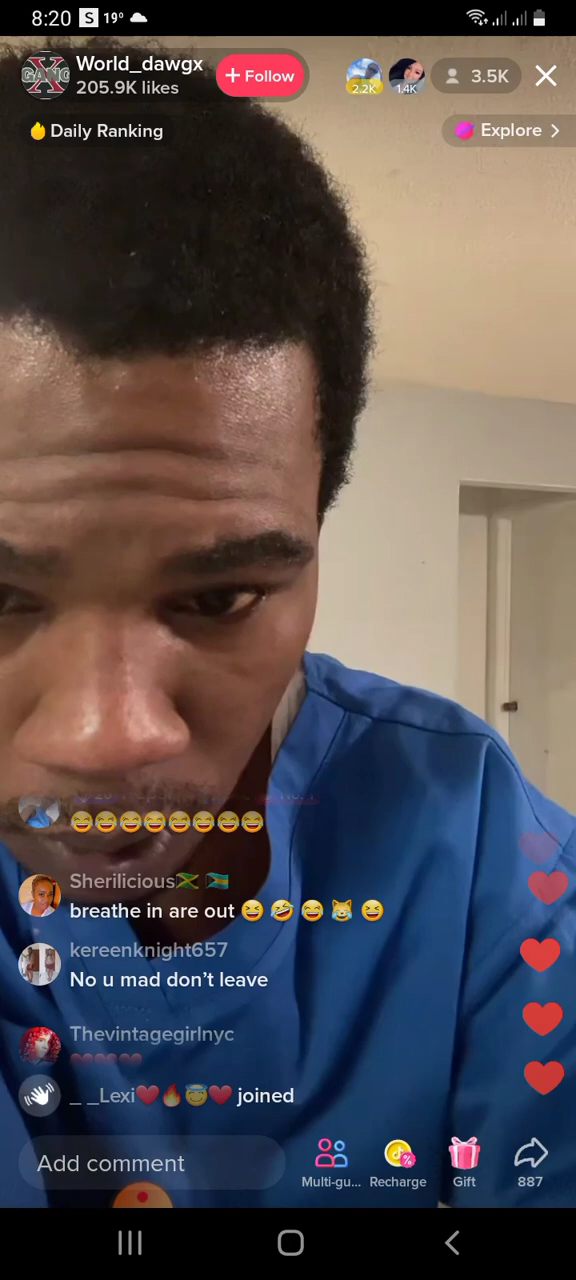 8:20 S 19°
World_dawgx
205.9K likes
+ Follow
2.2K
1.4K
3.5K
GANG
X
Daily Ranking
Explore >
😂😂😂😂😂😂😂😂
Sherilicious🇯🇲 🇧🇸
breathe in are out 😆 🤣 😅 😹 😆
kereenknight657
No u mad don’t leave
Thevintagegirlnyc
❤️❤️❤️❤️❤️
_ _Lexi❤️🔥😇❤️ joined
Add comment
Multi-gu...
Recharge
Gift
887